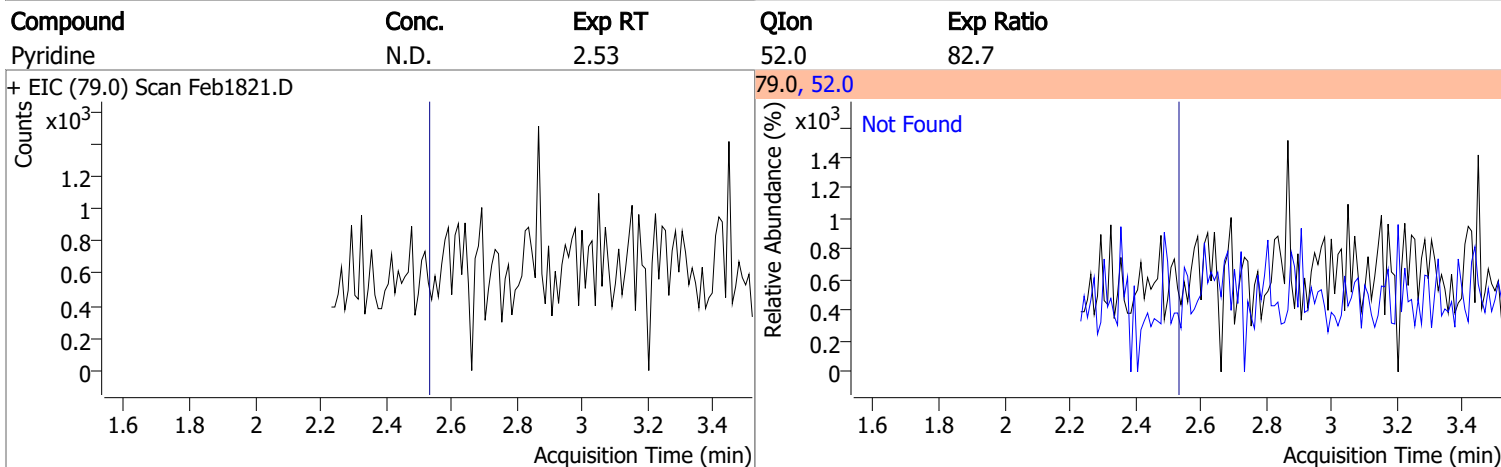 Compound Conc. Exp RT QIon Exp Ratio
Pyridine N.D. 2.53 52.0 82.7
+ EIC (79.0) Scan Feb1821.D
Counts
x10³
1.2
1
0.8
0.6
0.4
0.2
0
1.6 1.8 2 2.2 2.4 2.6 2.8 3 3.2 3.4
Acquisition Time (min)
79.0, 52.0
Relative Abundance (%)
x10³
Not Found
1.4
1.2
1
0.8
0.6
0.4
0.2
0
1.6 1.8 2 2.2 2.4 2.6 2.8 3 3.2 3.4
Acquisition Time (min)